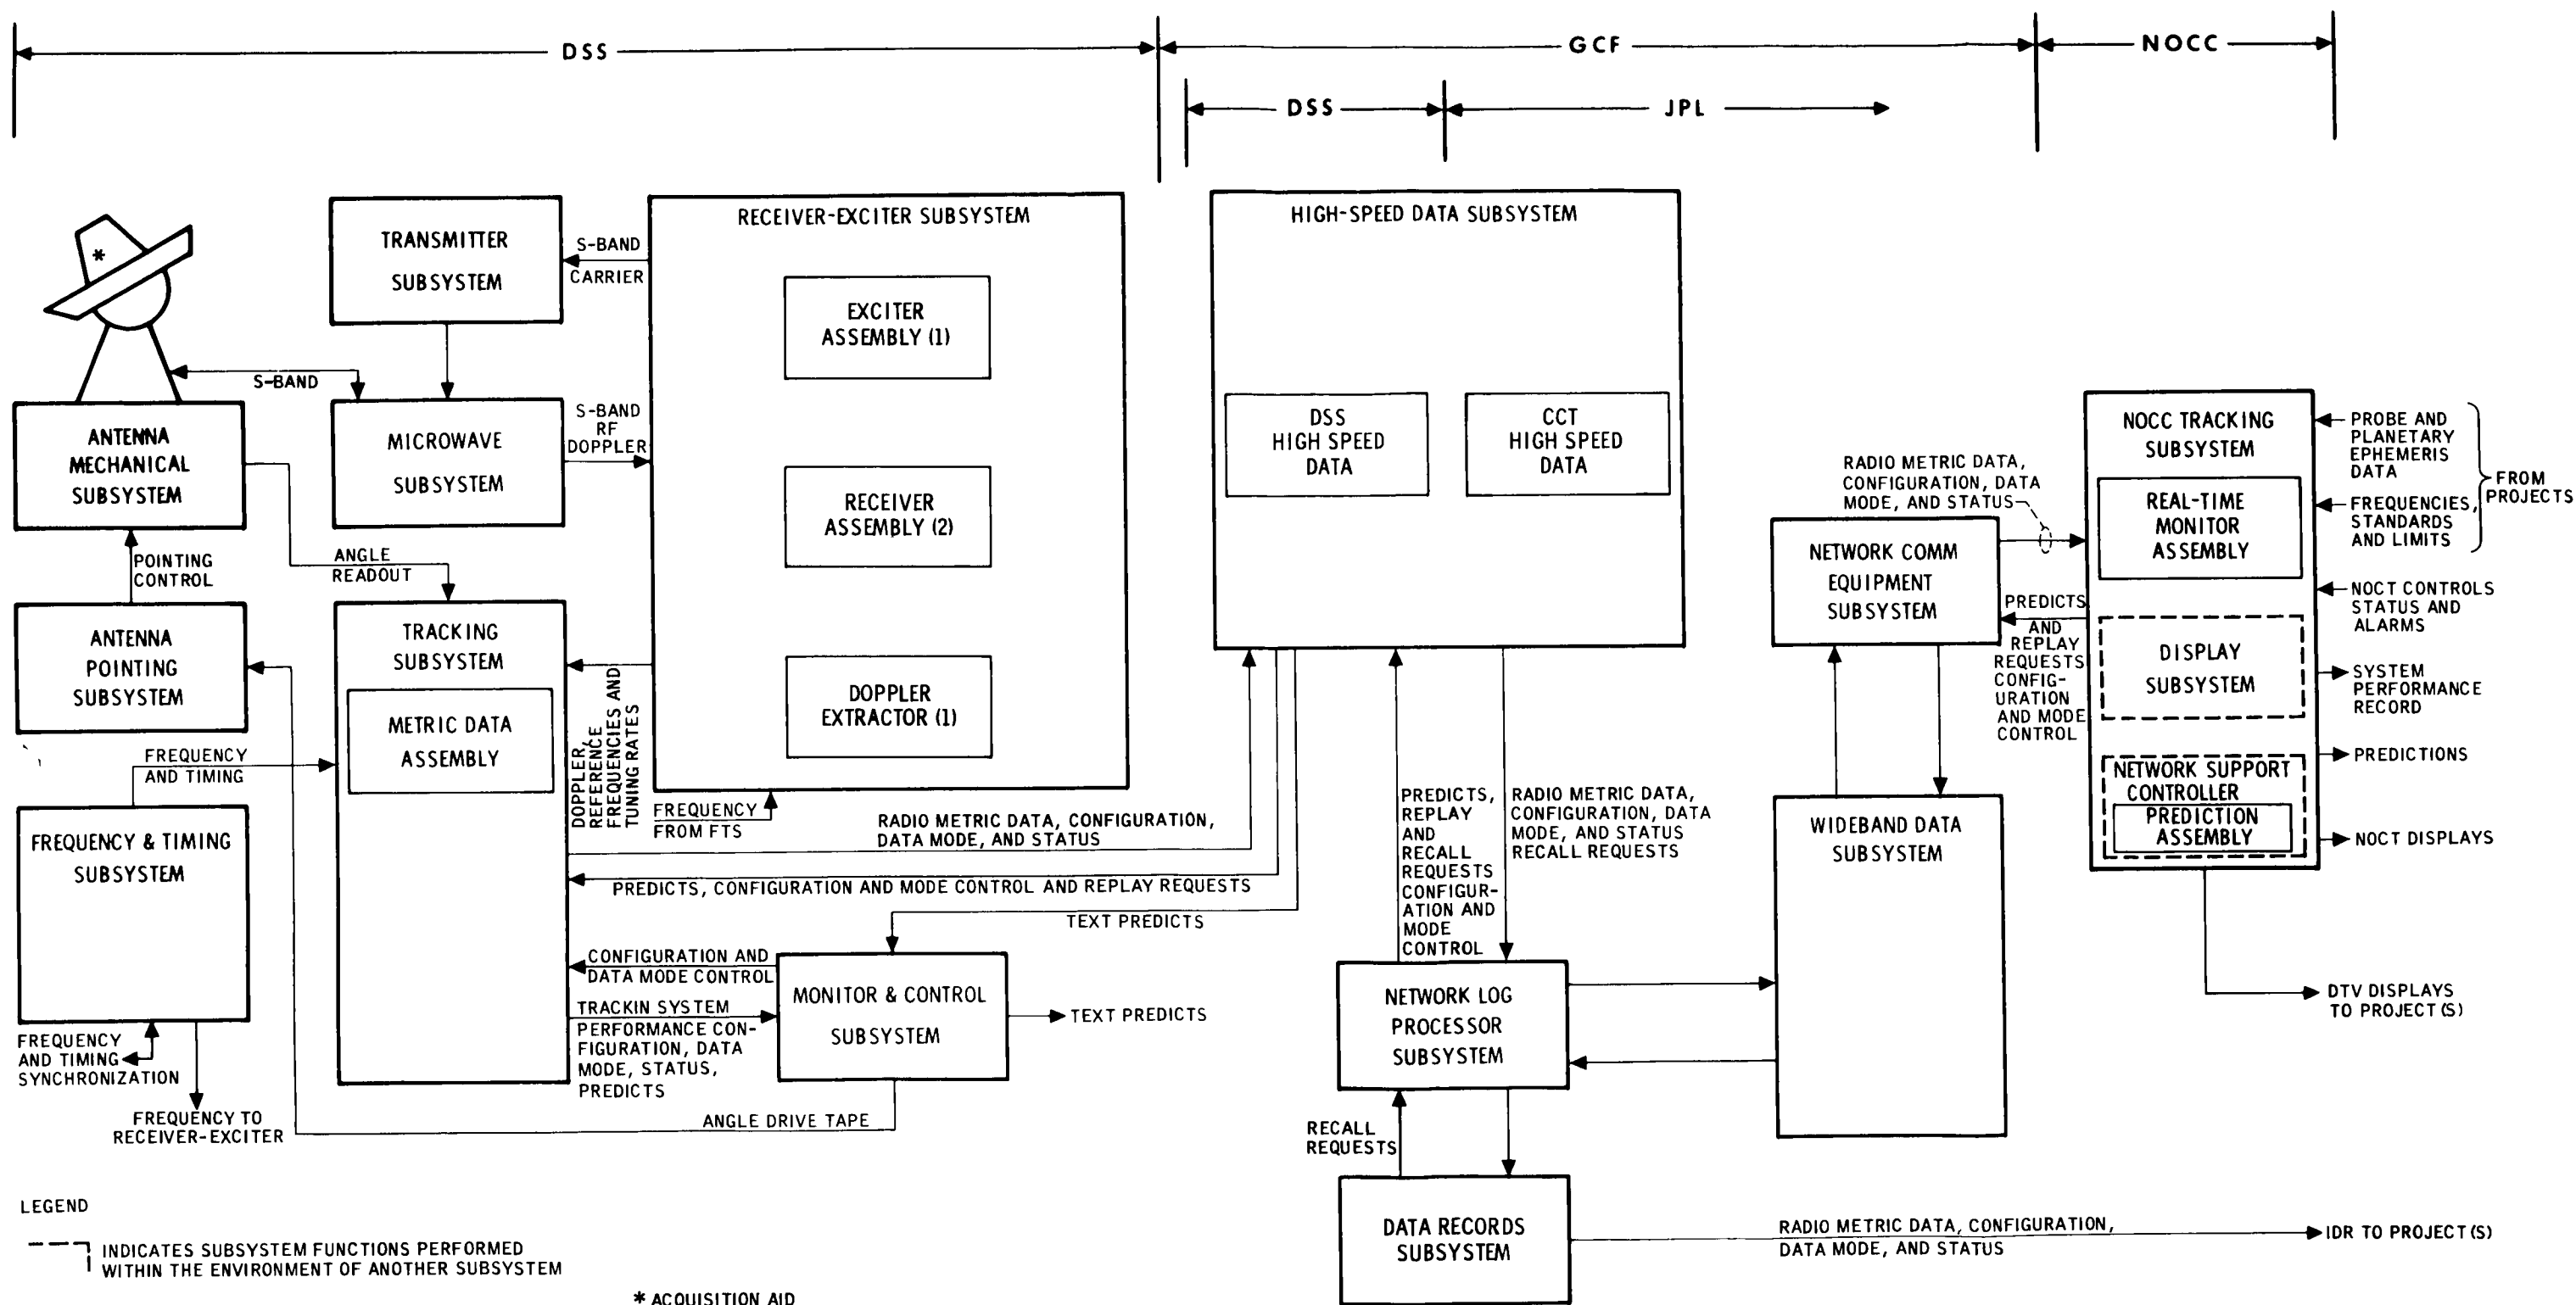 DSS
GCF
NOCC
DSS
JPL
*
TRANSMITTER
SUBSYSTEM
S-BAND
CARRIER
RECEIVER-EXCITER SUBSYSTEM
EXCITER
ASSEMBLY (1)
RECEIVER
ASSEMBLY (2)
DOPPLER
EXTRACTOR (1)
S-BAND
MICROWAVE
SUBSYSTEM
S-BAND
RF
DOPPLER
ANTENNA
MECHANICAL
SUBSYSTEM
POINTING
CONTROL
ANGLE
READOUT
ANTENNA
POINTING
SUBSYSTEM
TRACKING
SUBSYSTEM
METRIC DATA
ASSEMBLY
FREQUENCY
AND TIMING
DOPPLER,
REFERENCE
FREQUENCIES AND
TUNING RATES
FREQUENCY
FROM FTS
FREQUENCY & TIMING
SUBSYSTEM
FREQUENCY
AND TIMING
SYNCHRONIZATION
FREQUENCY TO
RECEIVER-EXCITER
RADIO METRIC DATA, CONFIGURATION,
DATA MODE, AND STATUS
PREDICTS, CONFIGURATION AND MODE CONTROL AND REPLAY REQUESTS
TEXT PREDICTS
CONFIGURATION AND
DATA MODE CONTROL
TRACKIN SYSTEM
PERFORMANCE CON-
FIGURATION, DATA
MODE, STATUS,
PREDICTS
MONITOR & CONTROL
SUBSYSTEM
TEXT PREDICTS
ANGLE DRIVE TAPE
HIGH-SPEED DATA SUBSYSTEM
DSS
HIGH SPEED
DATA
CCT
HIGH SPEED
DATA
PREDICTS,
REPLAY
AND
RECALL
REQUESTS
CONFIGUR-
ATION AND
MODE
CONTROL
RADIO METRIC DATA,
CONFIGURATION, DATA
MODE, AND STATUS
RECALL REQUESTS
NETWORK LOG
PROCESSOR
SUBSYSTEM
RECALL
REQUESTS
DATA RECORDS
SUBSYSTEM
RADIO METRIC DATA, CONFIGURATION,
DATA MODE, AND STATUS
IDR TO PROJECT(S)
NETWORK COMM
EQUIPMENT
SUBSYSTEM
WIDEBAND DATA
SUBSYSTEM
RADIO METRIC DATA,
CONFIGURATION, DATA
MODE, AND STATUS
PREDICTS
AND
REPLAY
REQUESTS
CONFIG-
URATION
AND MODE
CONTROL
NOCC TRACKING
SUBSYSTEM
REAL-TIME
MONITOR
ASSEMBLY
DISPLAY
SUBSYSTEM
NETWORK SUPPORT
CONTROLLER
PREDICTION
ASSEMBLY
PROBE AND
PLANETARY
EPHEMERIS
DATA
FREQUENCIES,
STANDARDS
AND LIMITS
FROM
PROJECTS
NOCT CONTROLS
STATUS AND
ALARMS
SYSTEM
PERFORMANCE
RECORD
PREDICTIONS
NOCT DISPLAYS
DTV DISPLAYS
TO PROJECT(S)
LEGEND
INDICATES SUBSYSTEM FUNCTIONS PERFORMED
WITHIN THE ENVIRONMENT OF ANOTHER SUBSYSTEM
* ACQUISITION AID